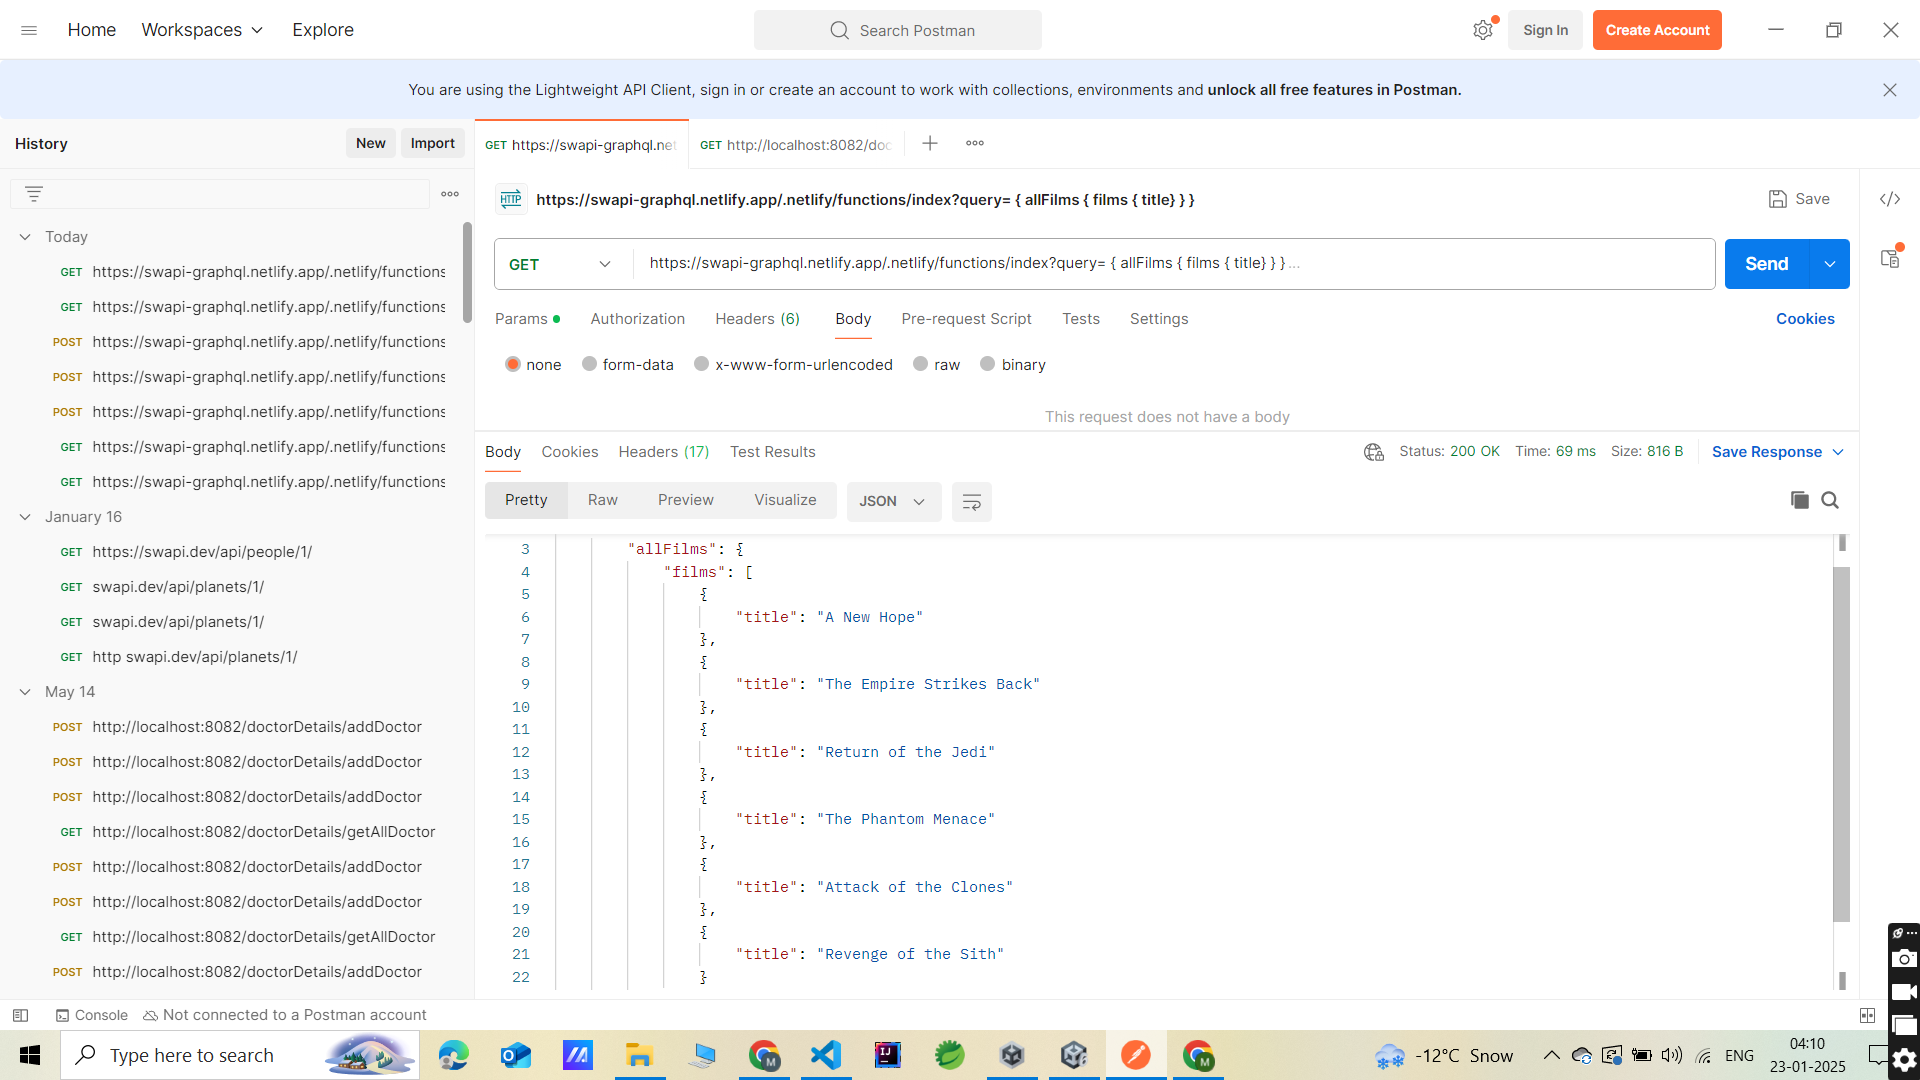 Home Workspaces Explore Search Postman Sign In Create Account
You are using the Lightweight API Client, sign in or create an account to work with collections, environments and unlock all free features in Postman.
History New Import
GET https://swapi-graphql.net GET http://localhost:8082/doc
HTTP https://swapi-graphql.netlify.app/.netlify/functions/index?query= { allFilms { films { title} } } Save
GET https://swapi-graphql.netlify.app/.netlify/functions/index?query= { allFilms { films { title} } } ... Send
Params Authorization Headers (6) Body Pre-request Script Tests Settings Cookies
none form-data x-www-form-urlencoded raw binary
This request does not have a body
Today
GET https://swapi-graphql.netlify.app/.netlify/functions
GET https://swapi-graphql.netlify.app/.netlify/functions
POST https://swapi-graphql.netlify.app/.netlify/functions
POST https://swapi-graphql.netlify.app/.netlify/functions
POST https://swapi-graphql.netlify.app/.netlify/functions
GET https://swapi-graphql.netlify.app/.netlify/functions
GET https://swapi-graphql.netlify.app/.netlify/functions
January 16
GET https://swapi.dev/api/people/1/
GET swapi.dev/api/planets/1/
GET swapi.dev/api/planets/1/
GET http swapi.dev/api/planets/1/
May 14
POST http://localhost:8082/doctorDetails/addDoctor
POST http://localhost:8082/doctorDetails/addDoctor
POST http://localhost:8082/doctorDetails/addDoctor
GET http://localhost:8082/doctorDetails/getAllDoctor
POST http://localhost:8082/doctorDetails/addDoctor
POST http://localhost:8082/doctorDetails/addDoctor
GET http://localhost:8082/doctorDetails/getAllDoctor
POST http://localhost:8082/doctorDetails/addDoctor
Body Cookies Headers (17) Test Results Status: 200 OK Time: 69 ms Size: 816 B Save Response
Pretty Raw Preview Visualize JSON
3 "allFilms": {
4 "films": [
5 {
6 "title": "A New Hope"
7 },
8 {
9 "title": "The Empire Strikes Back"
10 },
11 {
12 "title": "Return of the Jedi"
13 },
14 {
15 "title": "The Phantom Menace"
16 },
17 {
18 "title": "Attack of the Clones"
19 },
20 {
21 "title": "Revenge of the Sith"
22 }
Console Not connected to a Postman account
Type here to search -12°C Snow ENG 04:10
23-01-2025